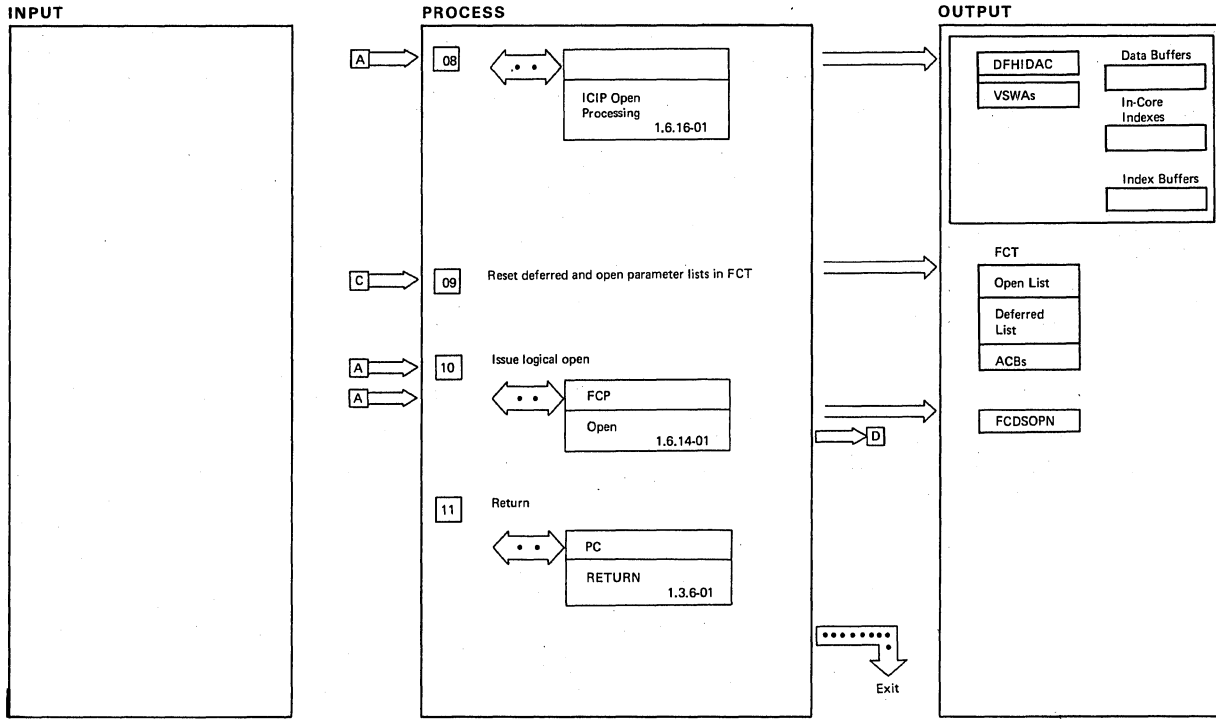 INPUT
PROCESS
OUTPUT
A
08
ICIP Open
Processing
1.6.16-01
DFHIDAC
VSWAs
Data Buffers
In-Core
Indexes
Index Buffers
C
09
Reset deferred and open parameter lists in FCT
FCT
Open List
Deferred
List
ACBs
A
10
Issue logical open
A
FCP
Open
1.6.14-01
D
FCDSOPN
11
Return
PC
RETURN
1.3.6-01
Exit